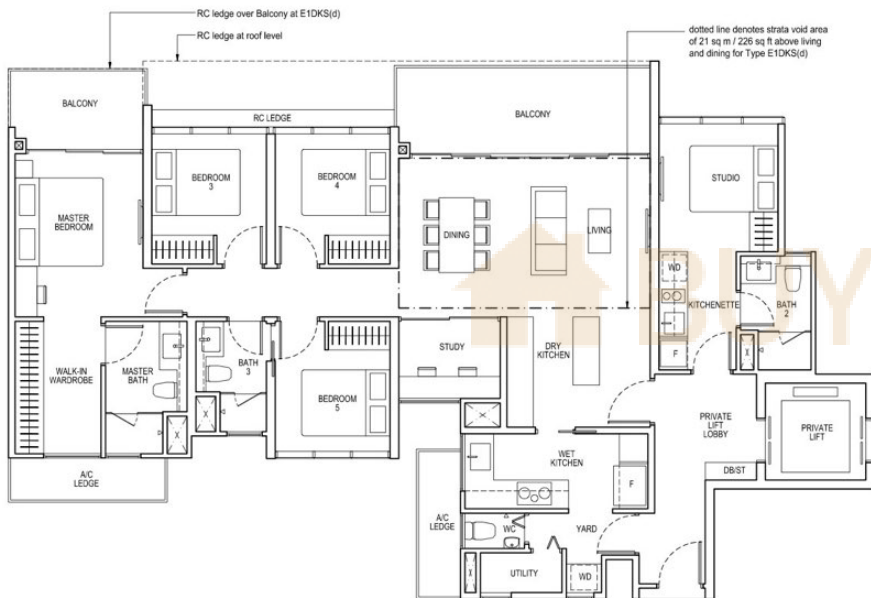 RC ledge over Balcony at E1DKS(d)
RC ledge at roof level
dotted line denotes strata void area
of 21 sq m / 226 sq ft above living
and dining for Type E1DKS(d)
BALCONY
RC LEDGE
BALCONY
BEDROOM
3
BEDROOM
4
STUDIO
MASTER
BEDROOM
DINING
LIVING
WD
KITCHENETTE
BATH
2
F
BUY
WALK-IN
WARDROBE
MASTER
BATH
BATH
3
BEDROOM
5
STUDY
DRY
KITCHEN
X
X
X
X
PRIVATE
LIFT
LOBBY
PRIVATE
LIFT
DB/ST
A/C
LEDGE
WET
KITCHEN
F
A/C
LEDGE
WC
YARD
X
UTILITY
WD